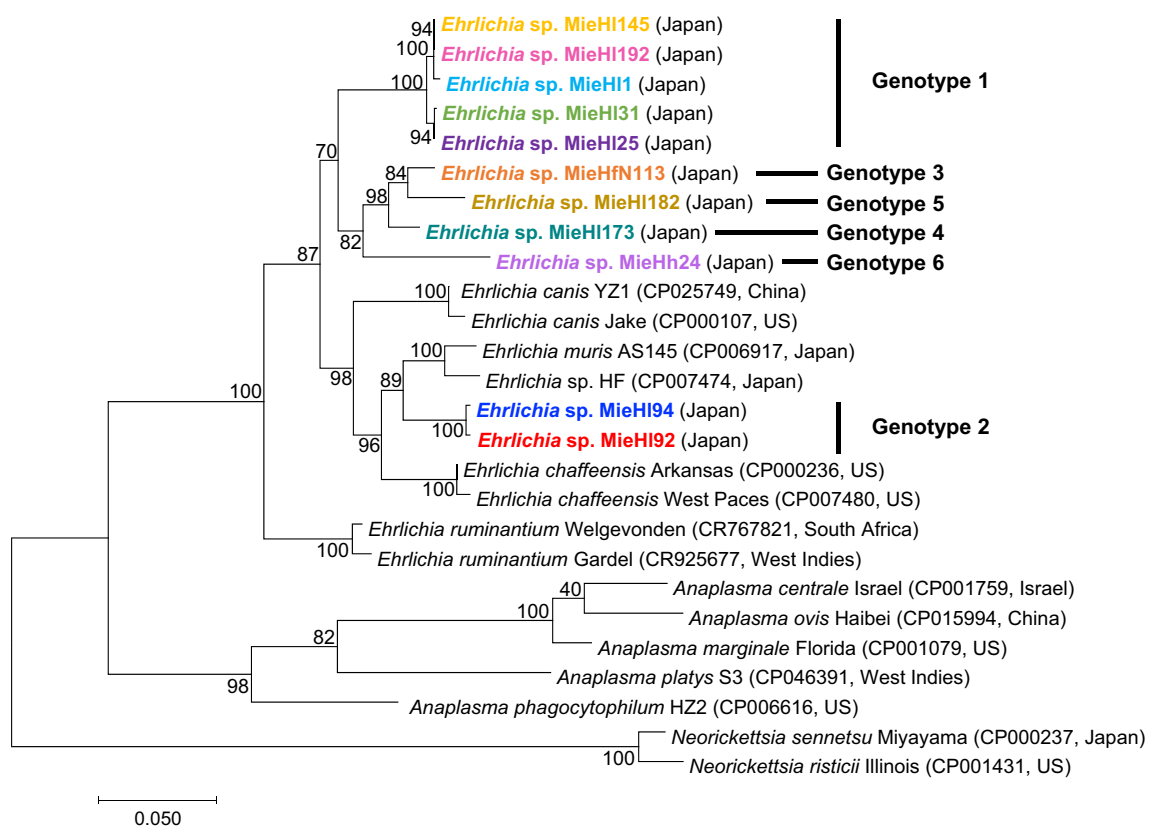 94
Ehrlichia sp. MieHl145 (Japan)
100
Ehrlichia sp. MieHl192 (Japan)
100
Ehrlichia sp. MieHl1 (Japan)
Genotype 1
Ehrlichia sp. MieHl31 (Japan)
94
Ehrlichia sp. MieHl25 (Japan)
70
84
Ehrlichia sp. MieHfN113 (Japan)
Genotype 3
98
Ehrlichia sp. MieHl182 (Japan)
Genotype 5
82
Ehrlichia sp. MieHl173 (Japan)
Genotype 4
87
Ehrlichia sp. MieHh24 (Japan)
Genotype 6
100
Ehrlichia canis YZ1 (CP025749, China)
Ehrlichia canis Jake (CP000107, US)
100
Ehrlichia muris AS145 (CP006917, Japan)
98
89
Ehrlichia sp. HF (CP007474, Japan)
100
Ehrlichia sp. MieHl94 (Japan)
100
Genotype 2
96
Ehrlichia sp. MieHl92 (Japan)
Ehrlichia chaffeensis Arkansas (CP000236, US)
100
Ehrlichia chaffeensis West Paces (CP007480, US)
Ehrlichia ruminantium Welgevonden (CR767821, South Africa)
100
Ehrlichia ruminantium Gardel (CR925677, West Indies)
40
Anaplasma centrale Israel (CP001759, Israel)
100
Anaplasma ovis Haibei (CP015994, China)
82
Anaplasma marginale Florida (CP001079, US)
Anaplasma platys S3 (CP046391, West Indies)
98
Anaplasma phagocytophilum HZ2 (CP006616, US)
Neorickettsia sennetsu Miyayama (CP000237, Japan)
100
Neorickettsia risticii Illinois (CP001431, US)
0.050